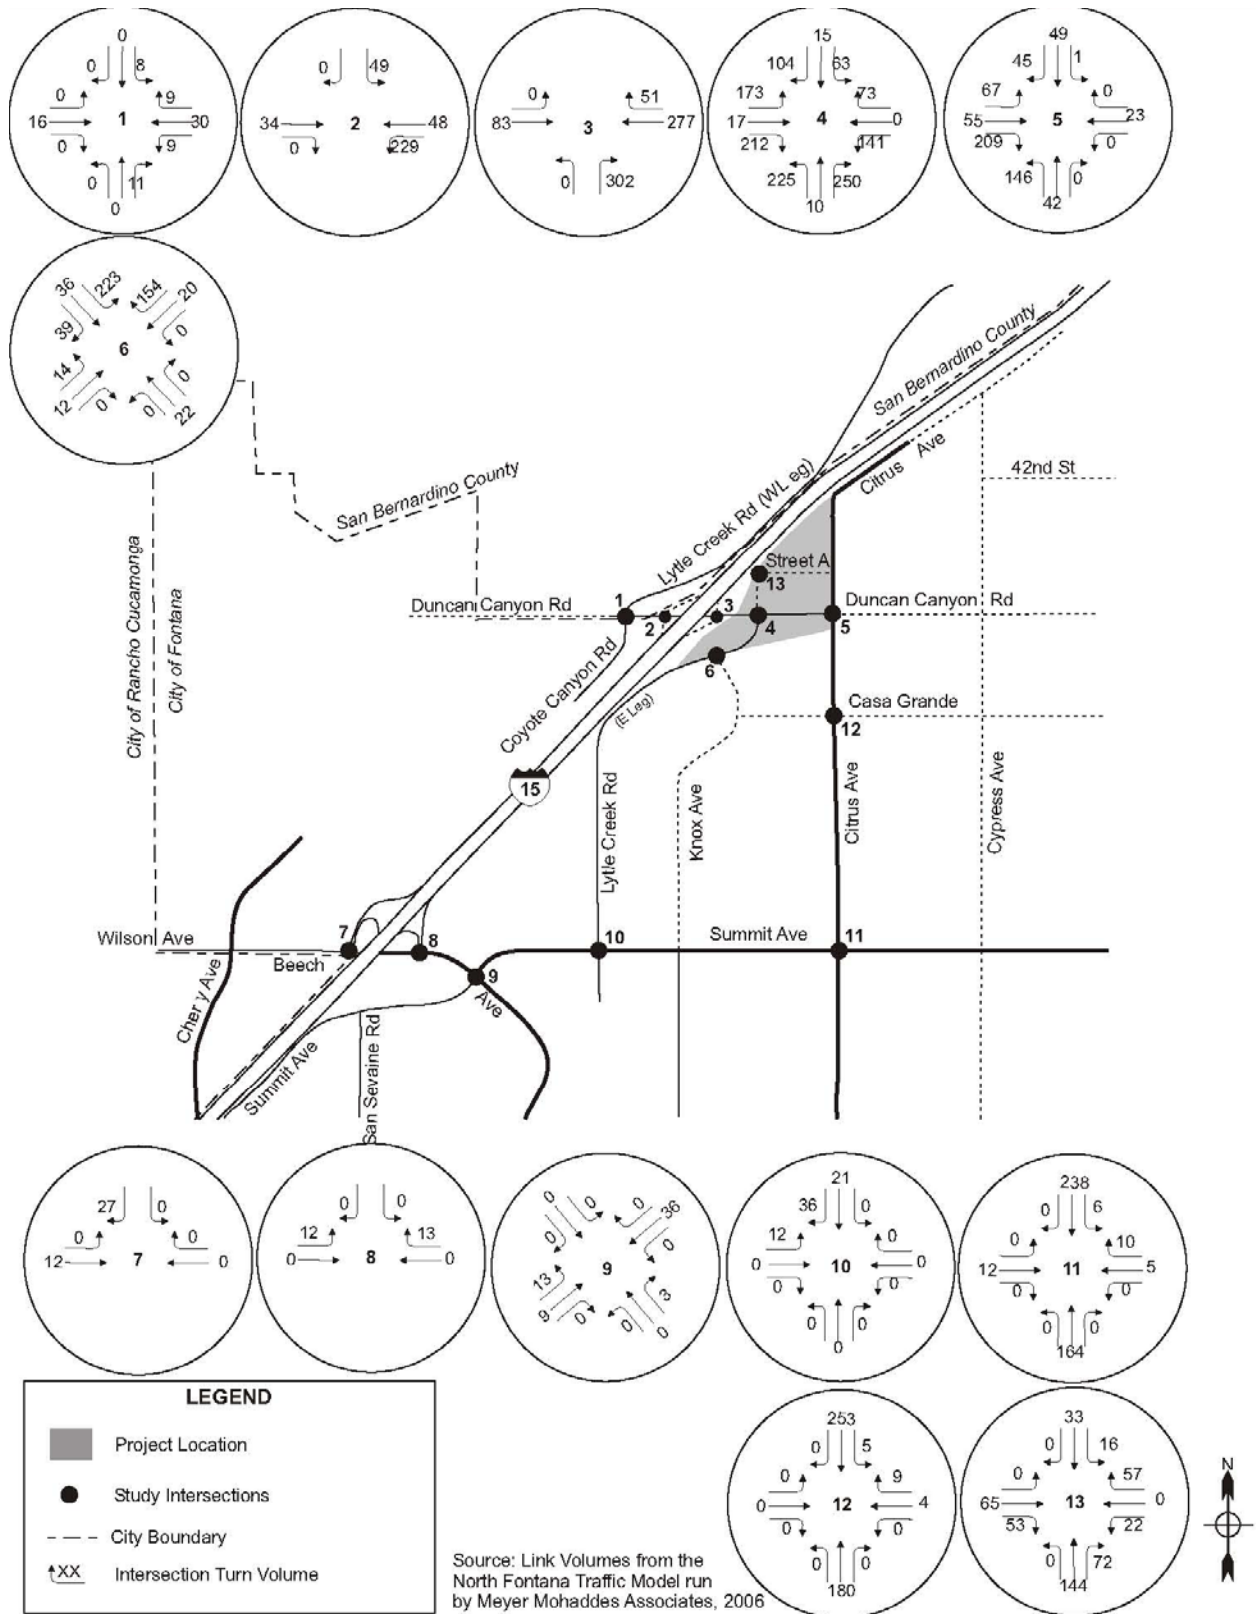 0
0 8
0 9
16 1 30
0 9
0 11
0
0 49
34 2 48
0 229
0 51
83 3 277
0 302
15
104 63
173 73
17 4 0
212 141
225 250
10
49
45 1
67 0
55 5 23
209 0
146 0
42
36 223 154 20
39 0
6
14 0
12 0 0 22
San Bernardino County
Citrus Ave
42nd St
San Bernardino County
Lytle Creek Rd (WL eg)
City of Rancho Cucamonga
City of Fontana
Street A
13
Duncan Canyon Rd
1
2
3
4
5
Duncan Canyon Rd
6
Coyote Canyon Rd
(E Leg)
Casa Grande
12
15
Lytle Creek Rd
Knox Ave
Citrus Ave
Cypress Ave
Wilson Ave
7
8
10
Summit Ave
11
Beech
Ave
9
Cherry Ave
Summit Ave
San Sevaine Rd
27 0
0 0
12 7 0
0 0
12 13
0 8 0
0 0 0 36
0 0
9
13 3
9 0 0 0
21
36 0
12 0
0 10 0
0 0
0 0
0
238
0 6
0 10
12 11 5
0 0
0 0
164
LEGEND
Project Location
Study Intersections
City Boundary
XX Intersection Turn Volume
253
0 5
0 9
0 12 4
0 0
0 0
180
33
0 16
0 57
65 13 0
53 22
0 72
144
N
Source: Link Volumes from the
North Fontana Traffic Model run
by Meyer Mohaddes Associates, 2006